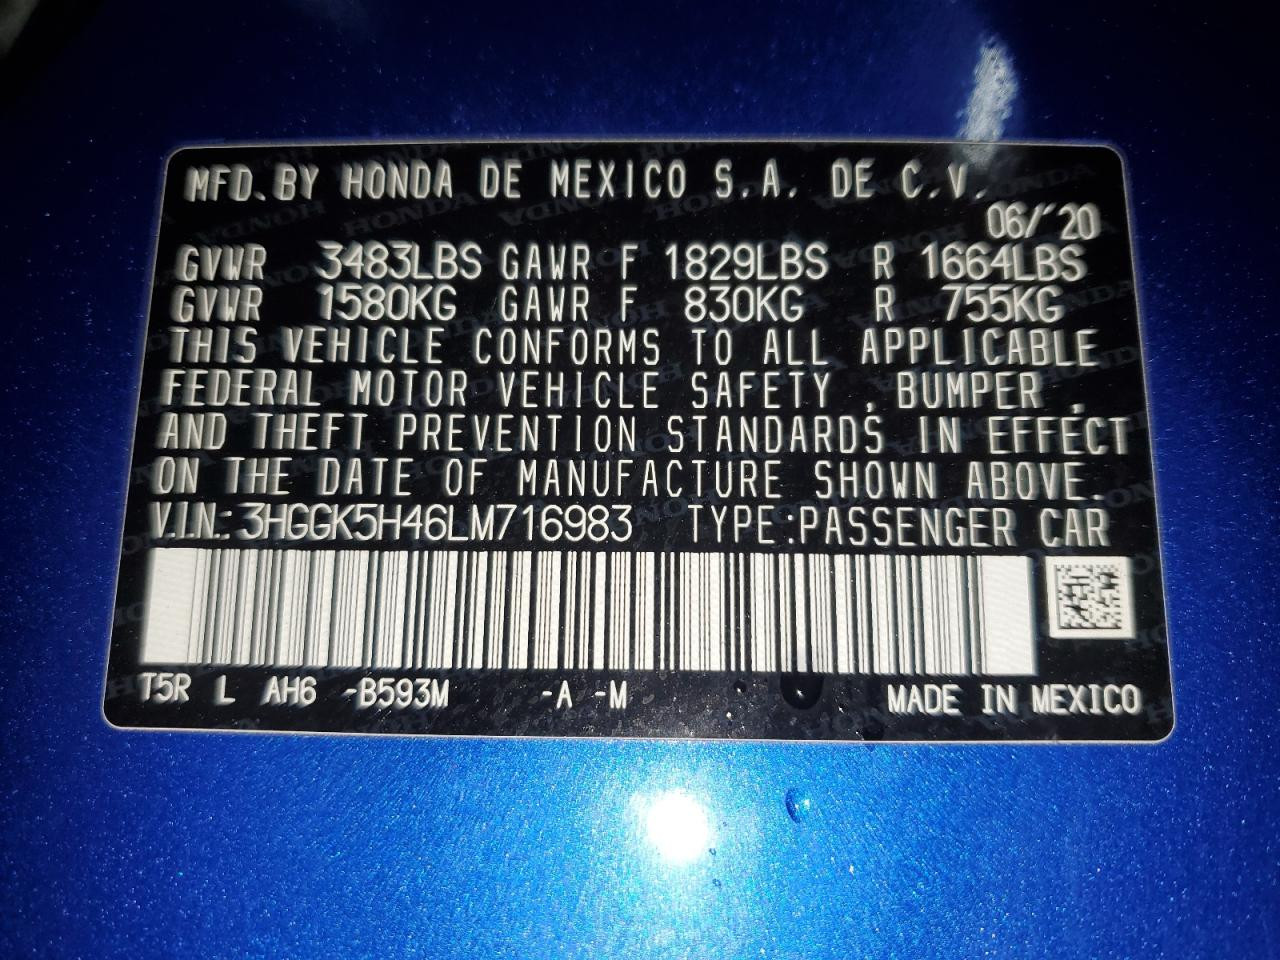 MFD. BY HONDA DE MEXICO S.A. DE C.V.
06/'20
GVWR 3483LBS GAWR F 1829LBS R 1664LBS
GVWR 1580KG GAWR F 830KG R 755KG
THIS VEHICLE CONFORMS TO ALL APPLICABLE
FEDERAL MOTOR VEHICLE SAFETY , BUMPER ,
AND THEFT PREVENTION STANDARDS IN EFFECT
ON THE DATE OF MANUFACTURE SHOWN ABOVE.
V.I.N.: 3HGGK5H46LM716983 TYPE:PASSENGER CAR
T5R L AH6 -B593M -A -M MADE IN MEXICO